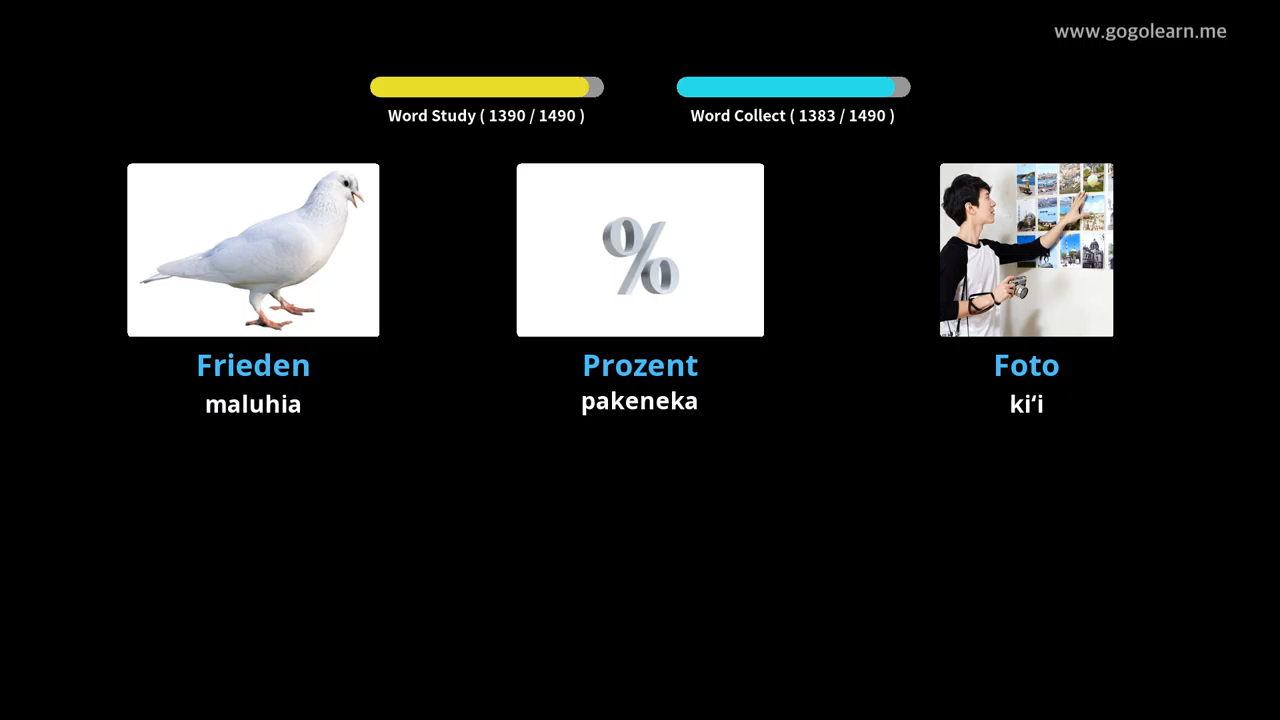 www.gogolearn.me
Word Study ( 1390 / 1490 )
Word Collect ( 1383 / 1490 )
%
Frieden
Prozent
Foto
maluhia
pakeneka
kiʻi